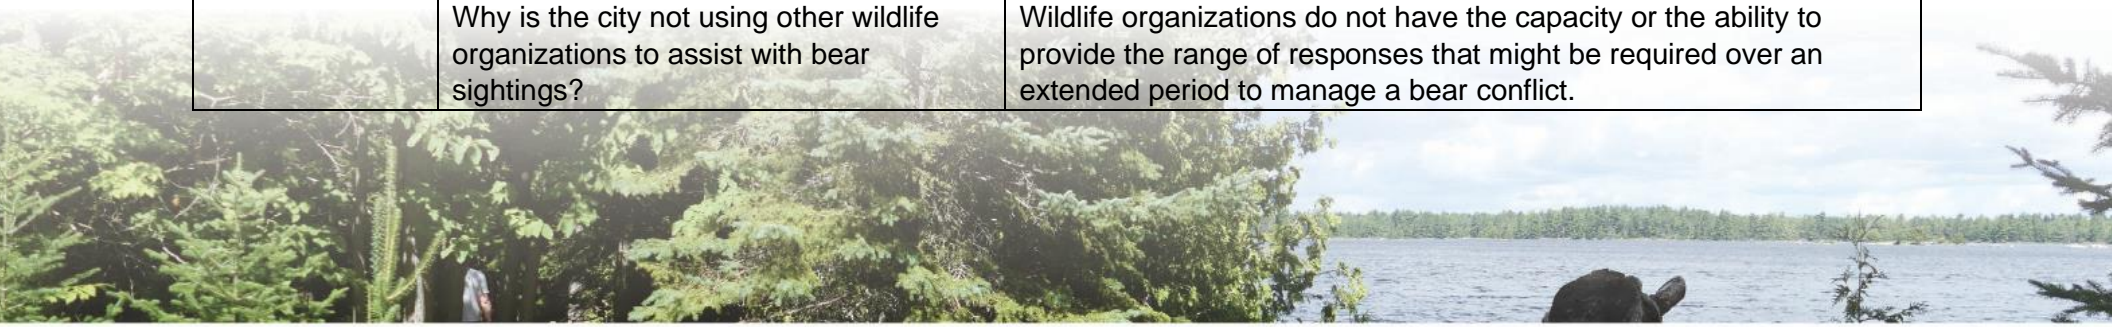 Why is the city not using other wildlife
organizations to assist with bear
sightings?
Wildlife organizations do not have the capacity or the ability to
provide the range of responses that might be required over an
extended period to manage a bear conflict.